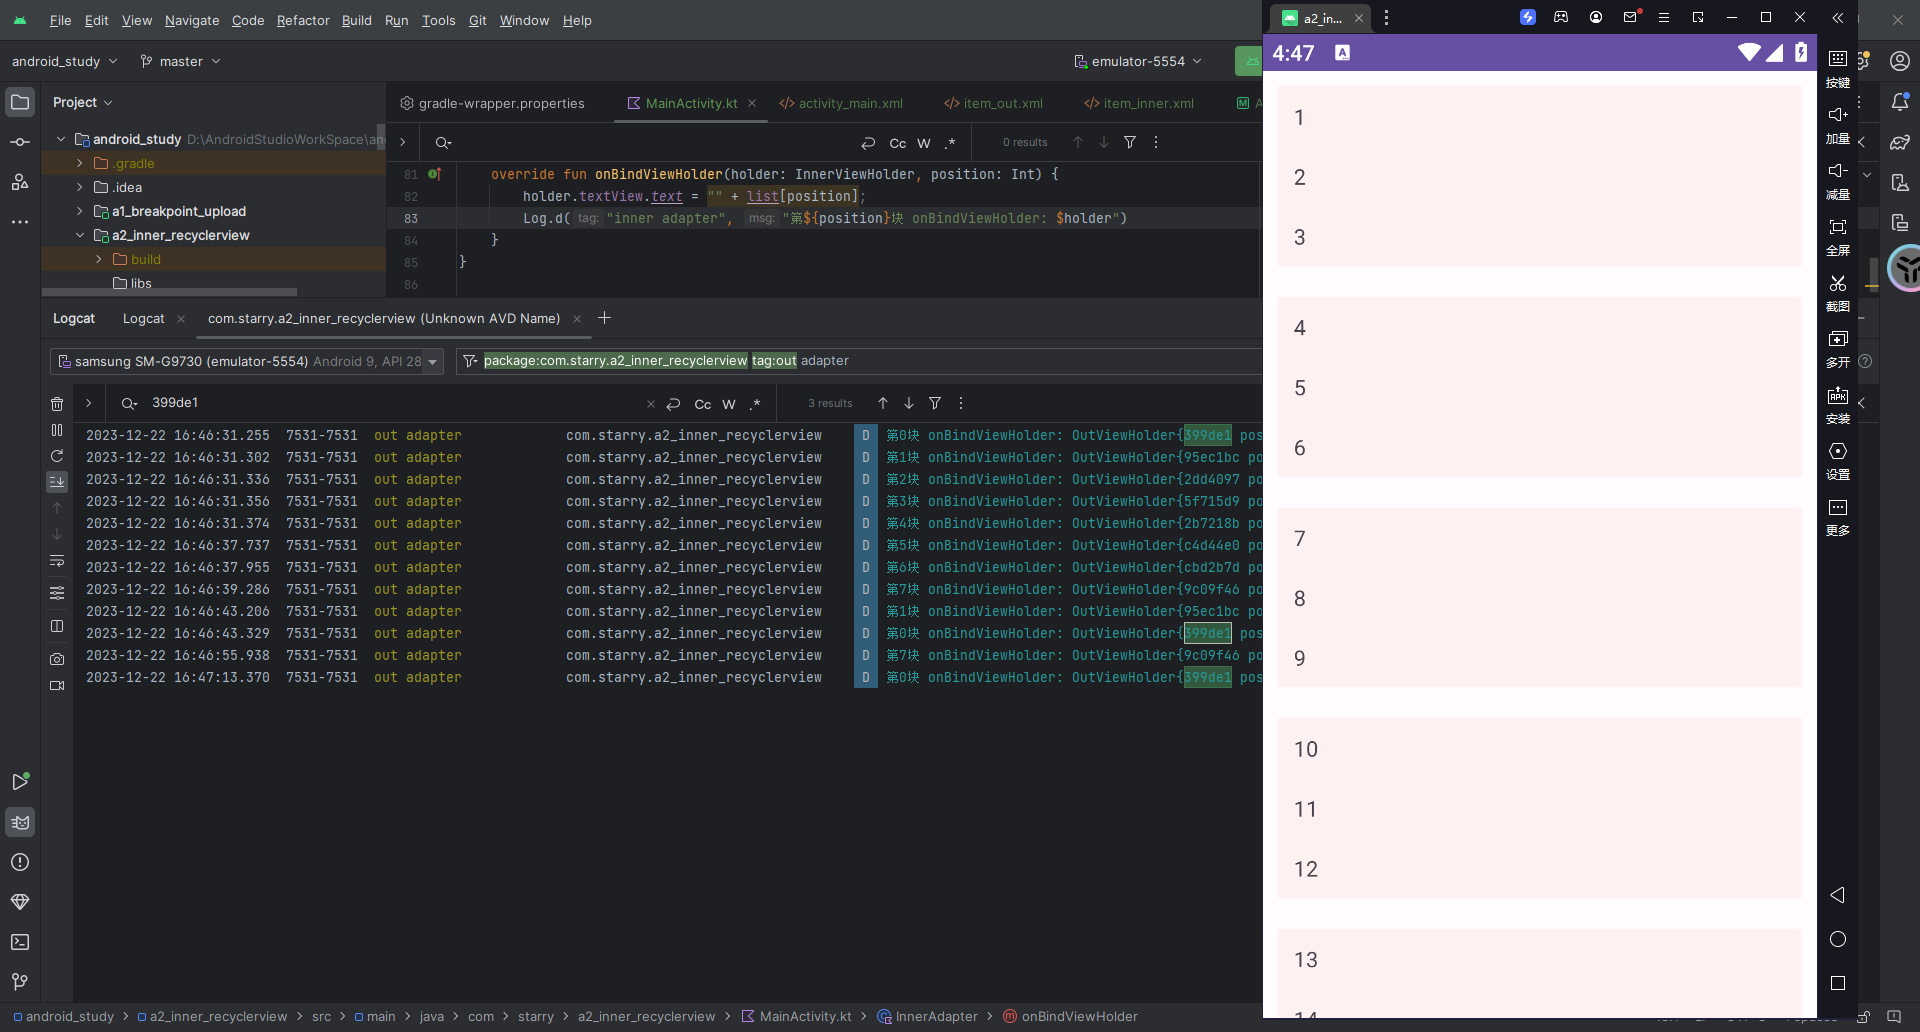 File Edit View Navigate Code Refactor Build Run Tools Git Window Help
android_study master emulator-5554
Project
gradle-wrapper.properties MainActivity.kt activity_main.xml item_out.xml item_inner.xml A
android_study D:\AndroidStudioWorkSpace\an
.gradle
.idea
a1_breakpoint_upload
a2_inner_recyclerview
build
libs
Cc W .* 0 results
81 override fun onBindViewHolder(holder: InnerViewHolder, position: Int) {
82 holder.textView.text = "" + list[position];
83 Log.d( tag: "inner adapter", msg: "第${position}块 onBindViewHolder: $holder")
84 }
85 }
86
Logcat Logcat com.starry.a2_inner_recyclerview (Unknown AVD Name)
samsung SM-G9730 (emulator-5554) Android 9, API 28
package:com.starry.a2_inner_recyclerview tag:out adapter
399de1 Cc W .* 3 results
2023-12-22 16:46:31.255 7531-7531 out adapter com.starry.a2_inner_recyclerview D 第0块 onBindViewHolder: OutViewHolder{399de1 pos
2023-12-22 16:46:31.302 7531-7531 out adapter com.starry.a2_inner_recyclerview D 第1块 onBindViewHolder: OutViewHolder{95ec1bc po
2023-12-22 16:46:31.336 7531-7531 out adapter com.starry.a2_inner_recyclerview D 第2块 onBindViewHolder: OutViewHolder{2dd4097 po
2023-12-22 16:46:31.356 7531-7531 out adapter com.starry.a2_inner_recyclerview D 第3块 onBindViewHolder: OutViewHolder{5f715d9 po
2023-12-22 16:46:31.374 7531-7531 out adapter com.starry.a2_inner_recyclerview D 第4块 onBindViewHolder: OutViewHolder{2b7218b po
2023-12-22 16:46:37.737 7531-7531 out adapter com.starry.a2_inner_recyclerview D 第5块 onBindViewHolder: OutViewHolder{c4d44e0 po
2023-12-22 16:46:37.955 7531-7531 out adapter com.starry.a2_inner_recyclerview D 第6块 onBindViewHolder: OutViewHolder{cbd2b7d po
2023-12-22 16:46:39.286 7531-7531 out adapter com.starry.a2_inner_recyclerview D 第7块 onBindViewHolder: OutViewHolder{9c09f46 po
2023-12-22 16:46:43.206 7531-7531 out adapter com.starry.a2_inner_recyclerview D 第1块 onBindViewHolder: OutViewHolder{95ec1bc po
2023-12-22 16:46:43.329 7531-7531 out adapter com.starry.a2_inner_recyclerview D 第0块 onBindViewHolder: OutViewHolder{399de1 pos
2023-12-22 16:46:55.938 7531-7531 out adapter com.starry.a2_inner_recyclerview D 第7块 onBindViewHolder: OutViewHolder{9c09f46 po
2023-12-22 16:47:13.370 7531-7531 out adapter com.starry.a2_inner_recyclerview D 第0块 onBindViewHolder: OutViewHolder{399de1 pos
android_study a2_inner_recyclerview src main java com starry a2_inner_recyclerview MainActivity.kt InnerAdapter onBindViewHolder
a2_in...
4:47
1
2
3
4
5
6
7
8
9
10
11
12
13
14
按键
加量
减量
全屏
截图
多开
APK
安装
设置
更多